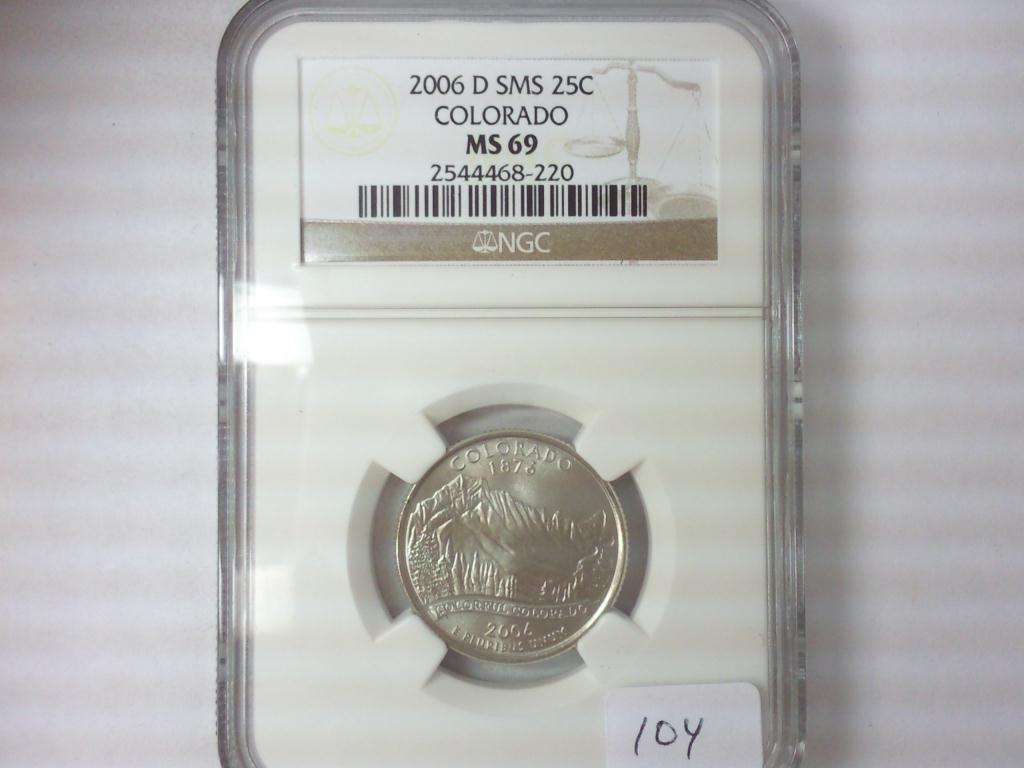 2006 D SMS 25C
COLORADO
MS 69
2544468-220
NGC
COLORADO
1876
COLORFUL COLORADO
2006
E PLURIBUS UNUM
104